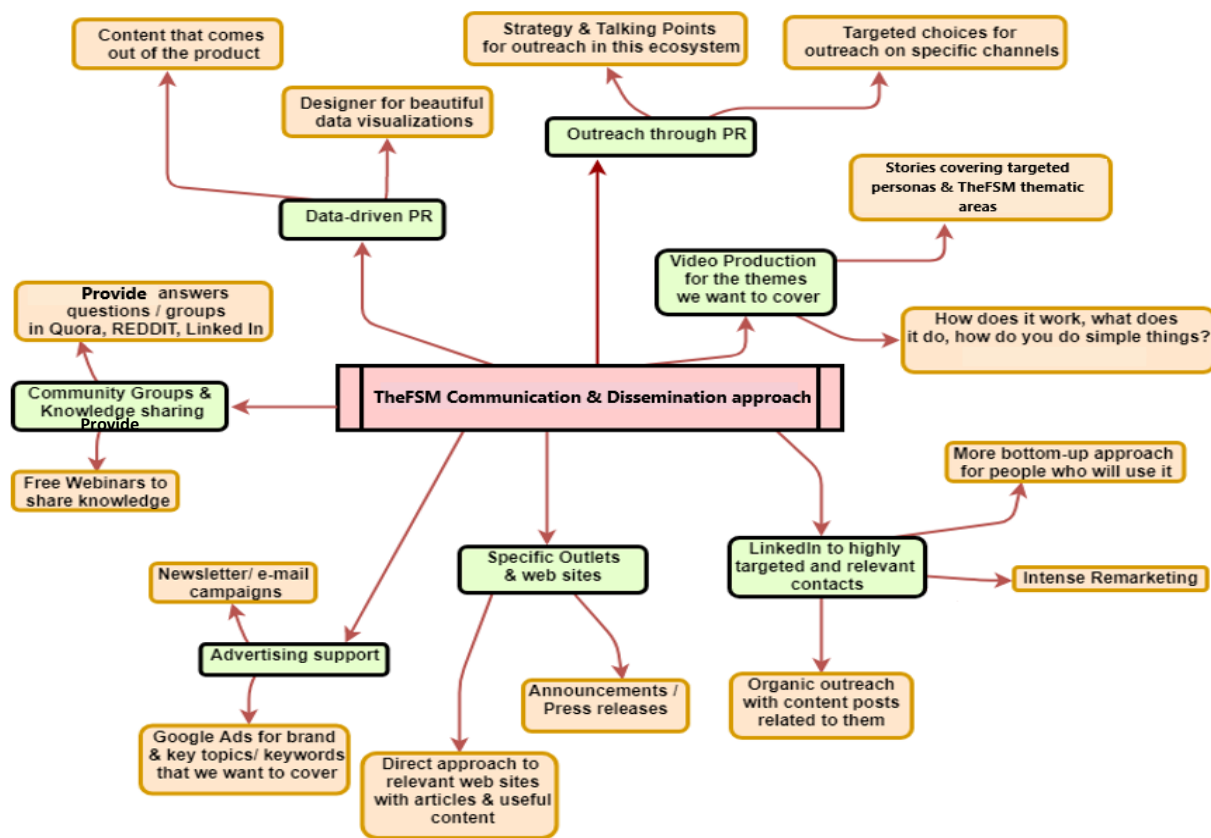 Content that comes
out of the product
Strategy & Talking Points
for outreach in this ecosystem
Targeted choices for
outreach on specific channels
Designer for beautiful
data visualizations
Outreach through PR
Stories covering targeted
personas & TheFSM thematic
areas
Data-driven PR
Video Production
for the themes
we want to cover
Provide answers
questions / groups
in Quora, REDDIT, Linked In
How does it work, what does
it do, how do you do simple things?
TheFSM Communication & Dissemination approach
Community Groups &
Knowledge sharing
Provide
Free Webinars to
share knowledge
More bottom-up approach
for people who will use it
Specific Outlets
& web sites
LinkedIn to highly
targeted and relevant
contacts
Intense Remarketing
Newsletter/ e-mail
campaigns
Advertising support
Announcements /
Press releases
Organic outreach
with content posts
related to them
Google Ads for brand
& key topics/ keywords
that we want to cover
Direct approach to
relevant web sites
with articles & useful
content